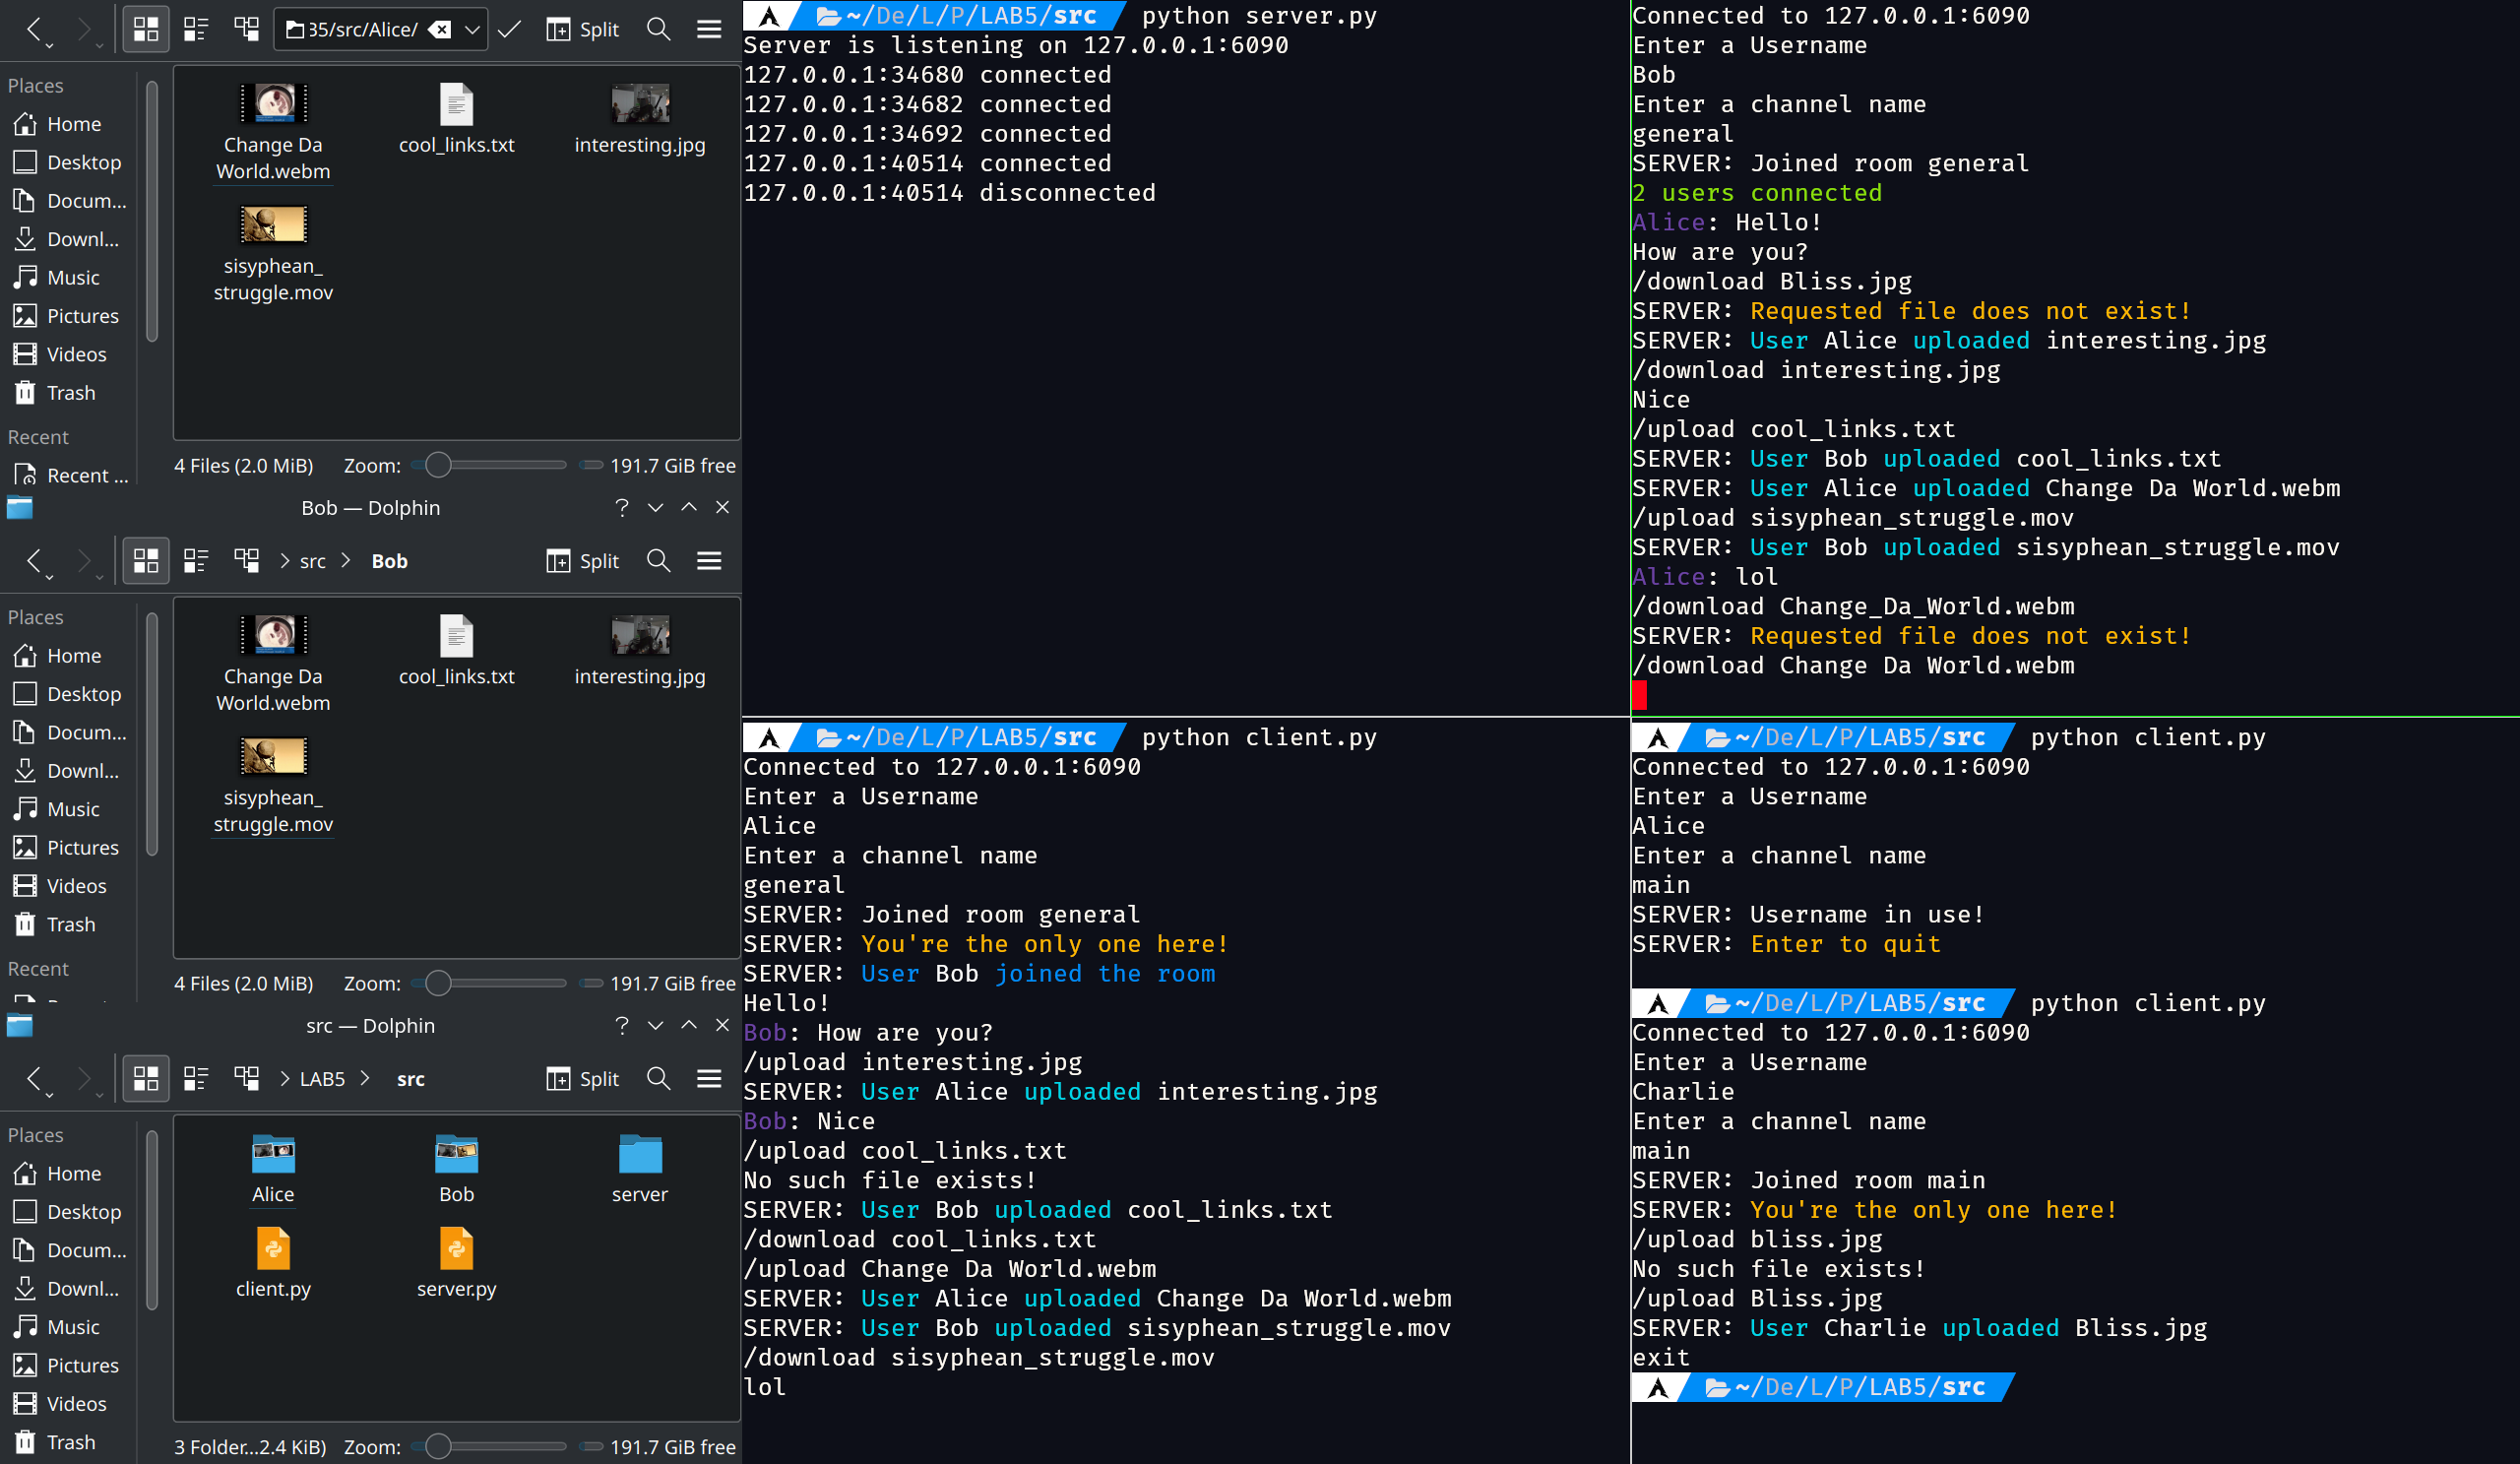 35/src/Alice/
Split
Places
Home
Desktop
Docum...
Downl...
Music
Pictures
Videos
Trash
Recent
Recent ...
Change Da
World.webm
cool_links.txt
interesting.jpg
sisyphean_
struggle.mov
4 Files (2.0 MiB) Zoom: 191.7 GiB free
Bob — Dolphin
src > Bob
Split
Places
Home
Desktop
Docum...
Downl...
Music
Pictures
Videos
Trash
Recent
Change Da
World.webm
cool_links.txt
interesting.jpg
sisyphean_
struggle.mov
4 Files (2.0 MiB) Zoom: 191.7 GiB free
src — Dolphin
LAB5 > src
Split
Places
Home
Desktop
Docum...
Downl...
Music
Pictures
Videos
Trash
Alice
Bob
server
client.py
server.py
3 Folder...2.4 KiB) Zoom: 191.7 GiB free
~/De/L/P/LAB5/src python server.py
Server is listening on 127.0.0.1:6090
127.0.0.1:34680 connected
127.0.0.1:34682 connected
127.0.0.1:34692 connected
127.0.0.1:40514 connected
127.0.0.1:40514 disconnected
Connected to 127.0.0.1:6090
Enter a Username
Bob
Enter a channel name
general
SERVER: Joined room general
2 users connected
Alice: Hello!
How are you?
/download Bliss.jpg
SERVER: Requested file does not exist!
SERVER: User Alice uploaded interesting.jpg
/download interesting.jpg
Nice
/upload cool_links.txt
SERVER: User Bob uploaded cool_links.txt
SERVER: User Alice uploaded Change Da World.webm
/upload sisyphean_struggle.mov
SERVER: User Bob uploaded sisyphean_struggle.mov
Alice: lol
/download Change_Da_World.webm
SERVER: Requested file does not exist!
/download Change Da World.webm
~/De/L/P/LAB5/src python client.py
Connected to 127.0.0.1:6090
Enter a Username
Alice
Enter a channel name
general
SERVER: Joined room general
SERVER: You're the only one here!
SERVER: User Bob joined the room
Hello!
Bob: How are you?
/upload interesting.jpg
SERVER: User Alice uploaded interesting.jpg
Bob: Nice
/upload cool_links.txt
No such file exists!
SERVER: User Bob uploaded cool_links.txt
/download cool_links.txt
/upload Change Da World.webm
SERVER: User Alice uploaded Change Da World.webm
SERVER: User Bob uploaded sisyphean_struggle.mov
/download sisyphean_struggle.mov
lol
~/De/L/P/LAB5/src python client.py
Connected to 127.0.0.1:6090
Enter a Username
Alice
Enter a channel name
main
SERVER: Username in use!
SERVER: Enter to quit
~/De/L/P/LAB5/src python client.py
Connected to 127.0.0.1:6090
Enter a Username
Charlie
Enter a channel name
main
SERVER: Joined room main
SERVER: You're the only one here!
/upload bliss.jpg
No such file exists!
/upload Bliss.jpg
SERVER: User Charlie uploaded Bliss.jpg
exit
~/De/L/P/LAB5/src